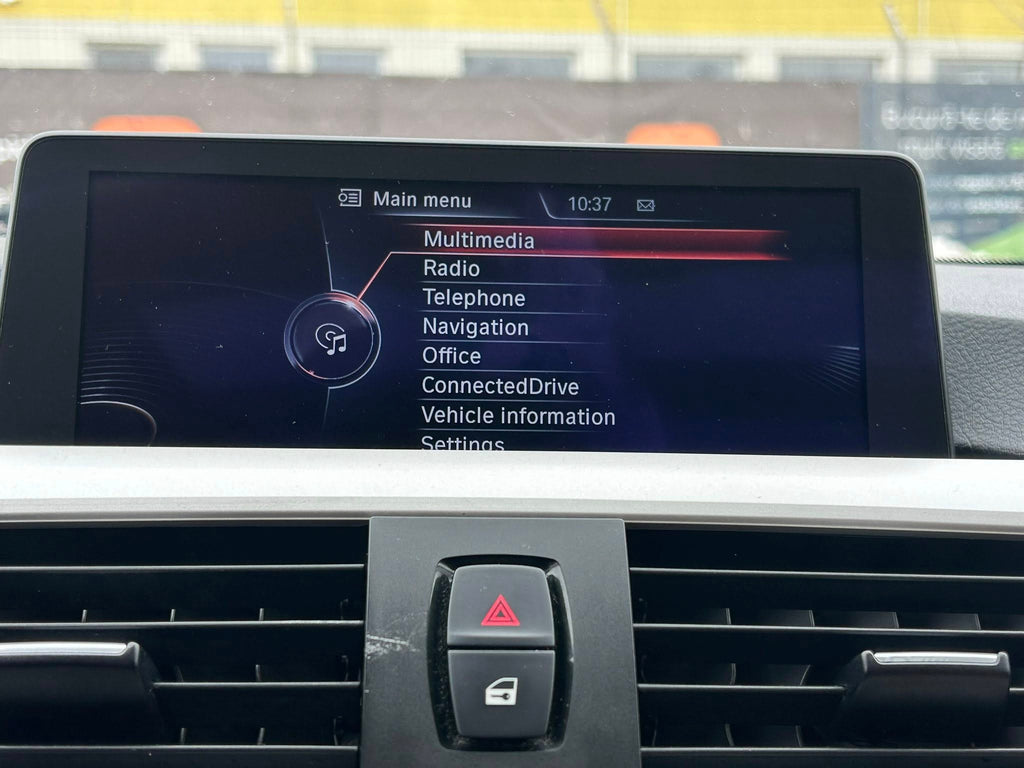 Main menu
10:37
Multimedia
Radio
Telephone
Navigation
Office
ConnectedDrive
Vehicle information
Settings